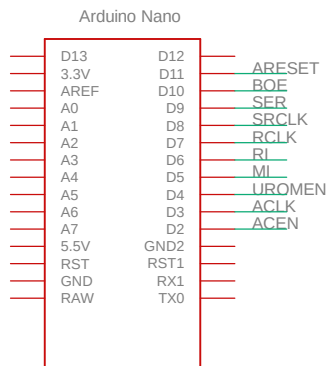 Arduino Nano
D13 D12
3.3V D11 ARESET
AREF D10 BOE
A0 D9 SER
A1 D8 SRCLK
A2 D7 RCLK
A3 D6 RI
A4 D5 MI
A5 D4 UROMEN
A6 D3 ACLK
A7 D2 ACEN
5.5V GND2
RST RST1
GND RX1
RAW TX0